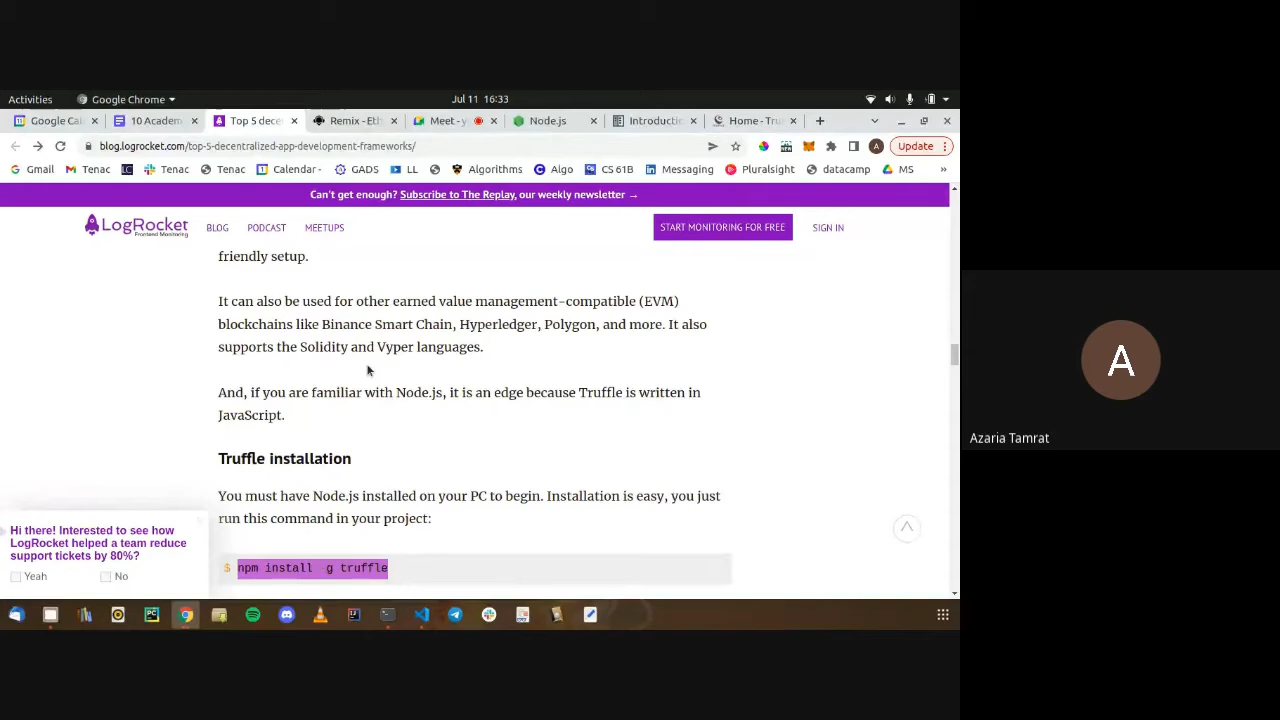 Activities
Google Chrome
Jul 11 16:33
Google Cal
10 Academ
Top 5 dece
Remix - Eth
Meet - y
Node.js
Introductio
Home - Tru
blog.logrocket.com/top-5-decentralized-app-development-frameworks/
A
Update
Gmail
Tenac
LC
Tenac
Tenac
Calendar-
GADS
LL
Algorithms
Algo
CS 61B
Messaging
Pluralsight
datacamp
MS
»
Can't get enough? Subscribe to The Replay, our weekly newsletter →
LogRocket
Frontend Monitoring
BLOG
PODCAST
MEETUPS
START MONITORING FOR FREE
SIGN IN
friendly setup.
It can also be used for other earned value management-compatible (EVM)
blockchains like Binance Smart Chain, Hyperledger, Polygon, and more. It also
supports the Solidity and Vyper languages.
And, if you are familiar with Node.js, it is an edge because Truffle is written in
JavaScript.
Truffle installation
You must have Node.js installed on your PC to begin. Installation is easy, you just
run this command in your project:
$ npm install -g truffle
Hi there! Interested to see how
LogRocket helped a team reduce
support tickets by 80%?
Yeah
No
A
Azaria Tamrat